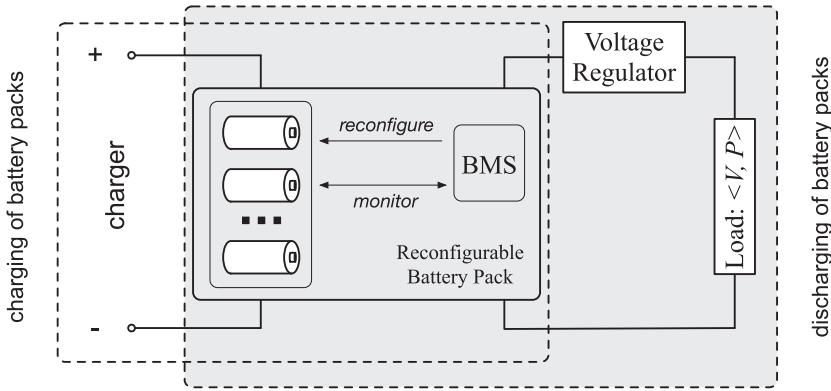 charging of battery packs
+
charger
-
reconfigure
monitor
BMS
Reconfigurable
Battery Pack
Voltage
Regulator
Load: <V, P>
discharging of battery packs